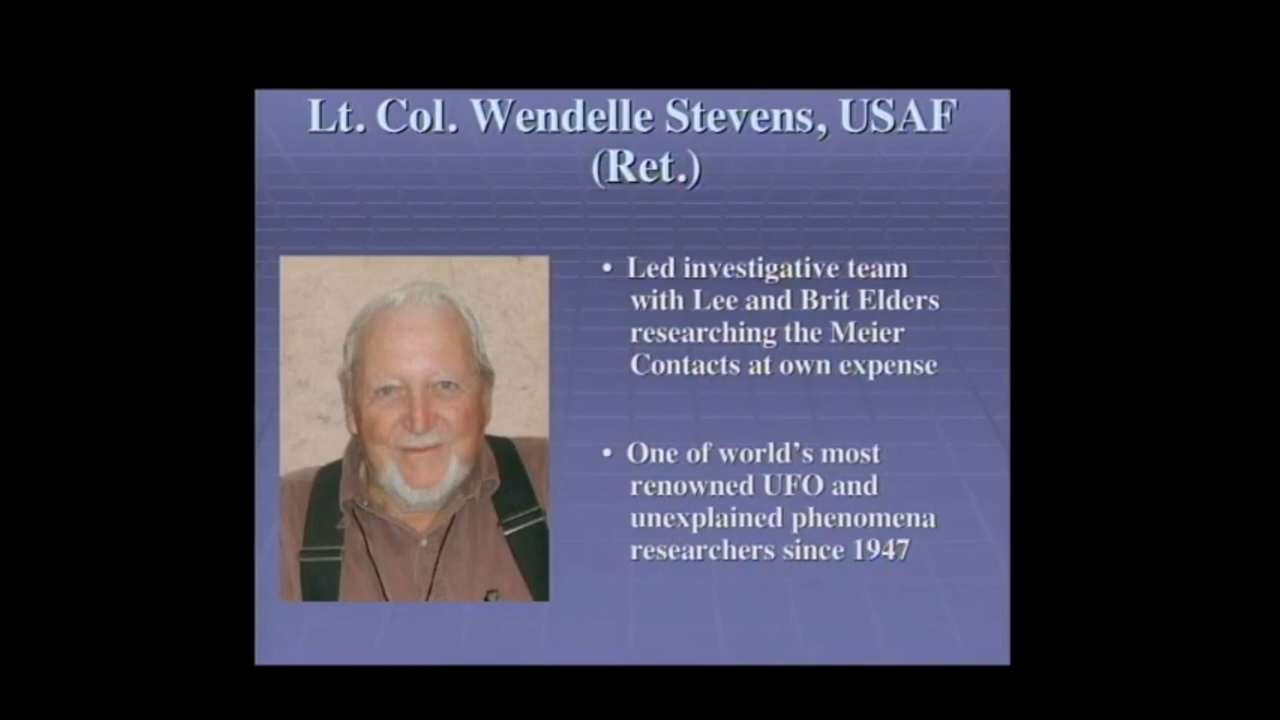 Lt. Col. Wendelle Stevens, USAF
(Ret.)
• Led investigative team
with Lee and Brit Elders
researching the Meier
Contacts at own expense
• One of world’s most
renowned UFO and
unexplained phenomena
researchers since 1947